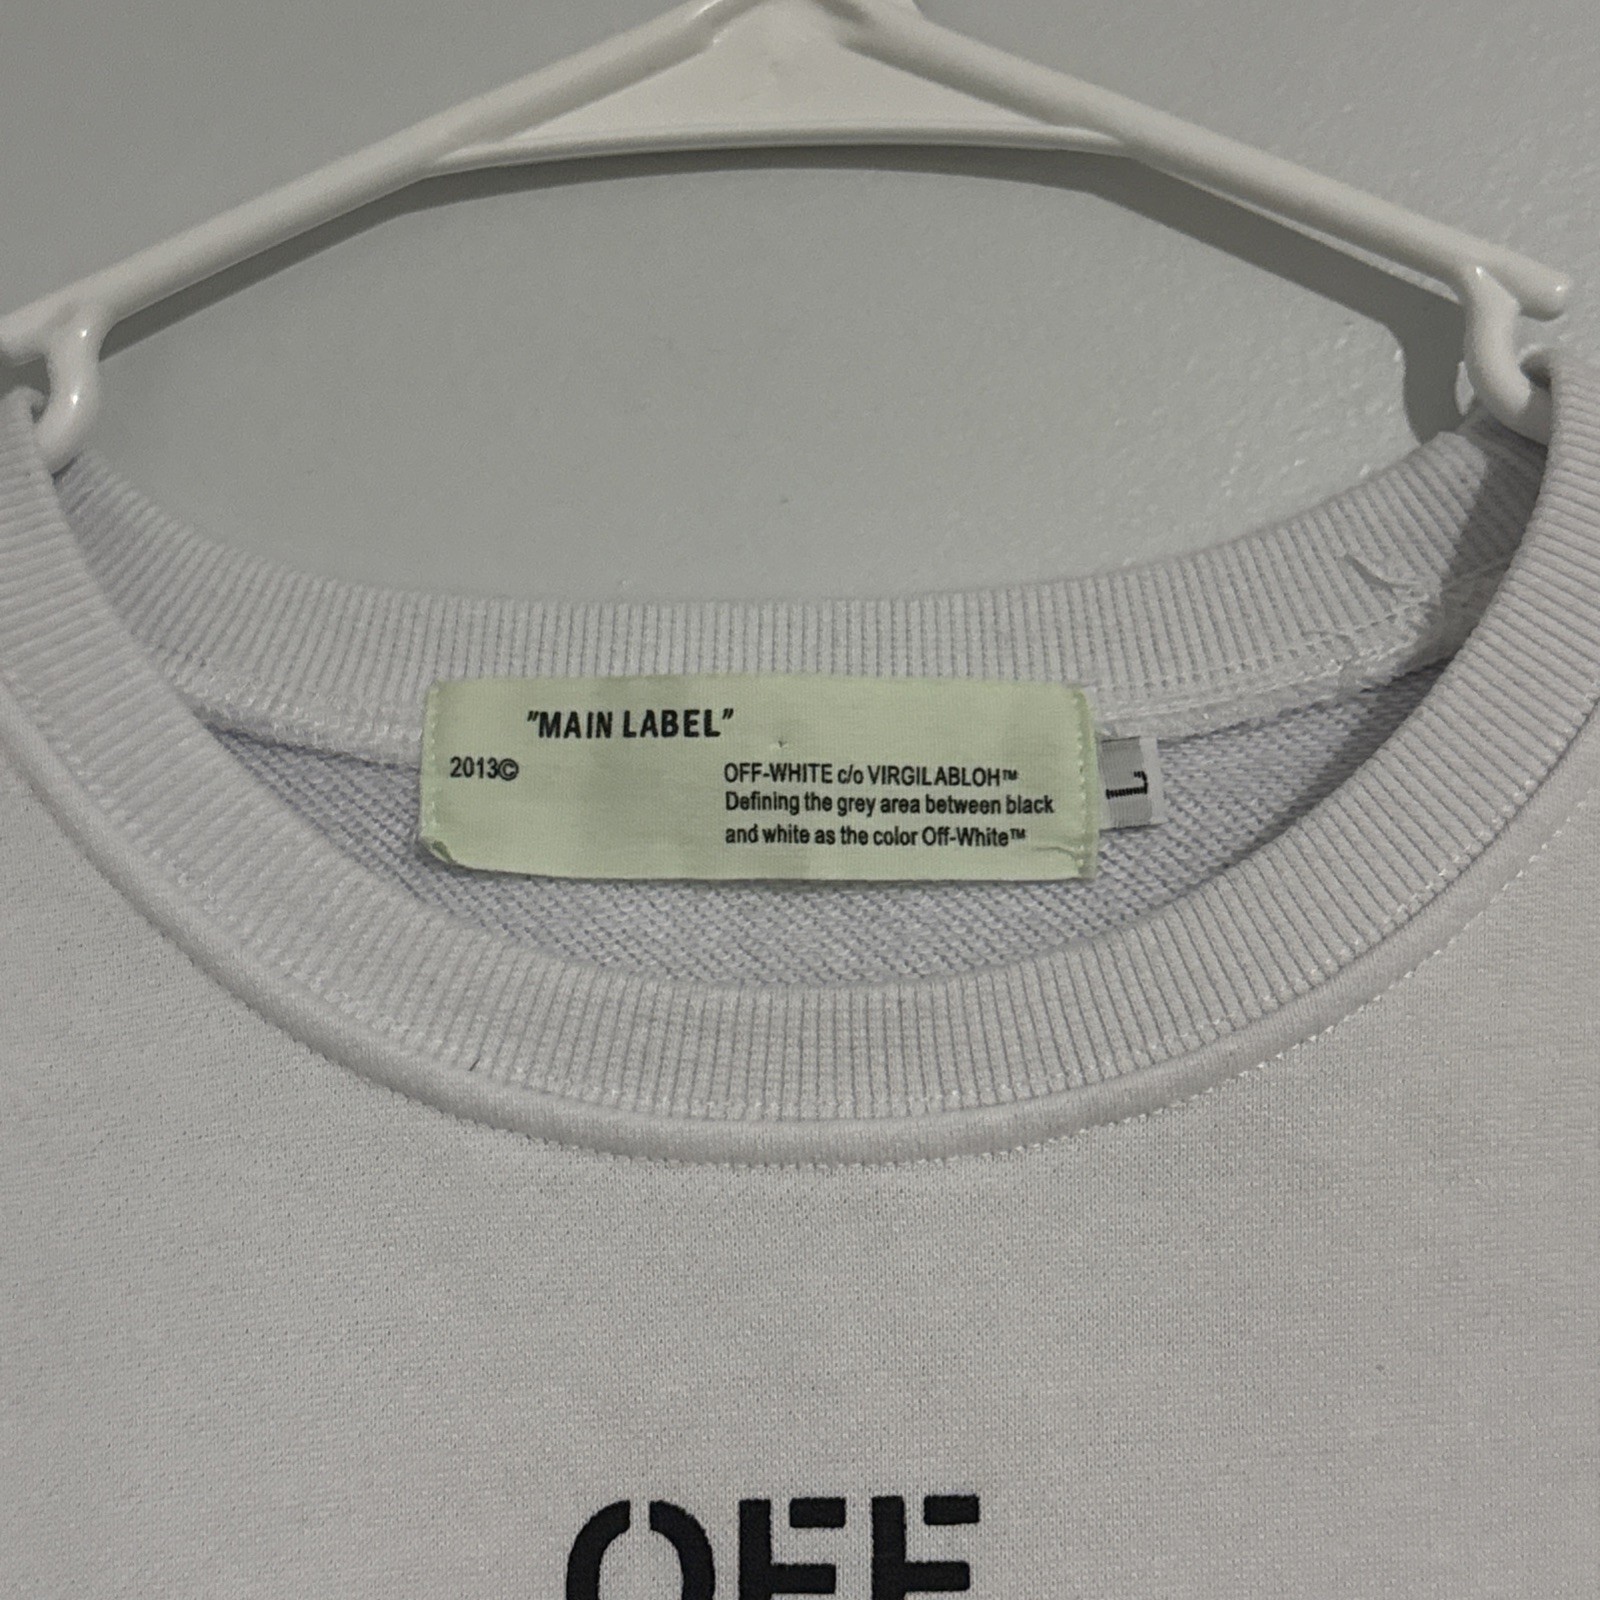 "MAIN LABEL"
2013©
OFF-WHITE c/o VIRGIL ABLOH™
Defining the grey area between black
and white as the color Off-White™
L
OFF